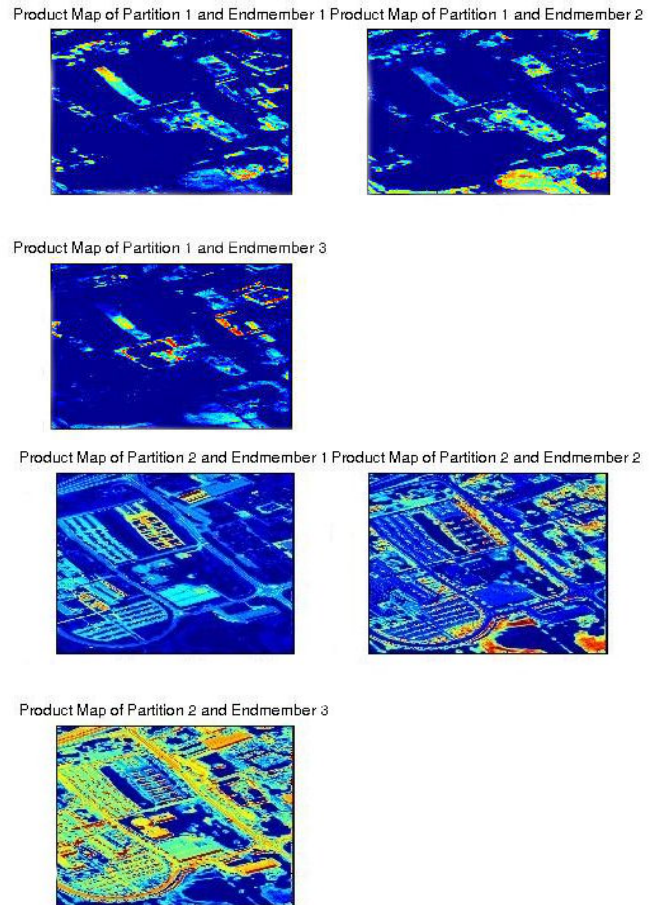 Product Map of Partition 1 and Endmember 1
Product Map of Partition 1 and Endmember 2
Product Map of Partition 1 and Endmember 3
Product Map of Partition 2 and Endmember 1
Product Map of Partition 2 and Endmember 2
Product Map of Partition 2 and Endmember 3